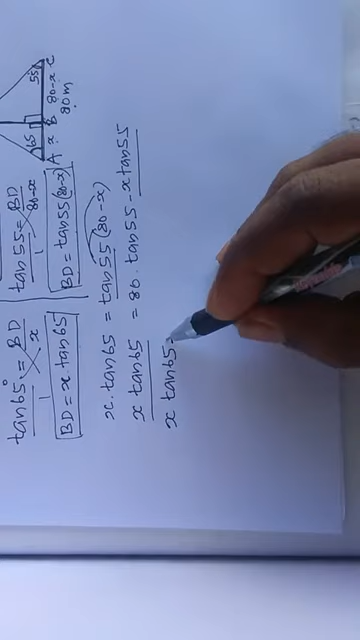 65 55
A x B 80-x C
80m
tan65° = BD/x
tan55 = BD/80-x
BD = x tan65
BD = tan55(80-x)
x.tan65 = tan55(80-x)
x tan65 = 80.tan55 - x tan55
x tan65